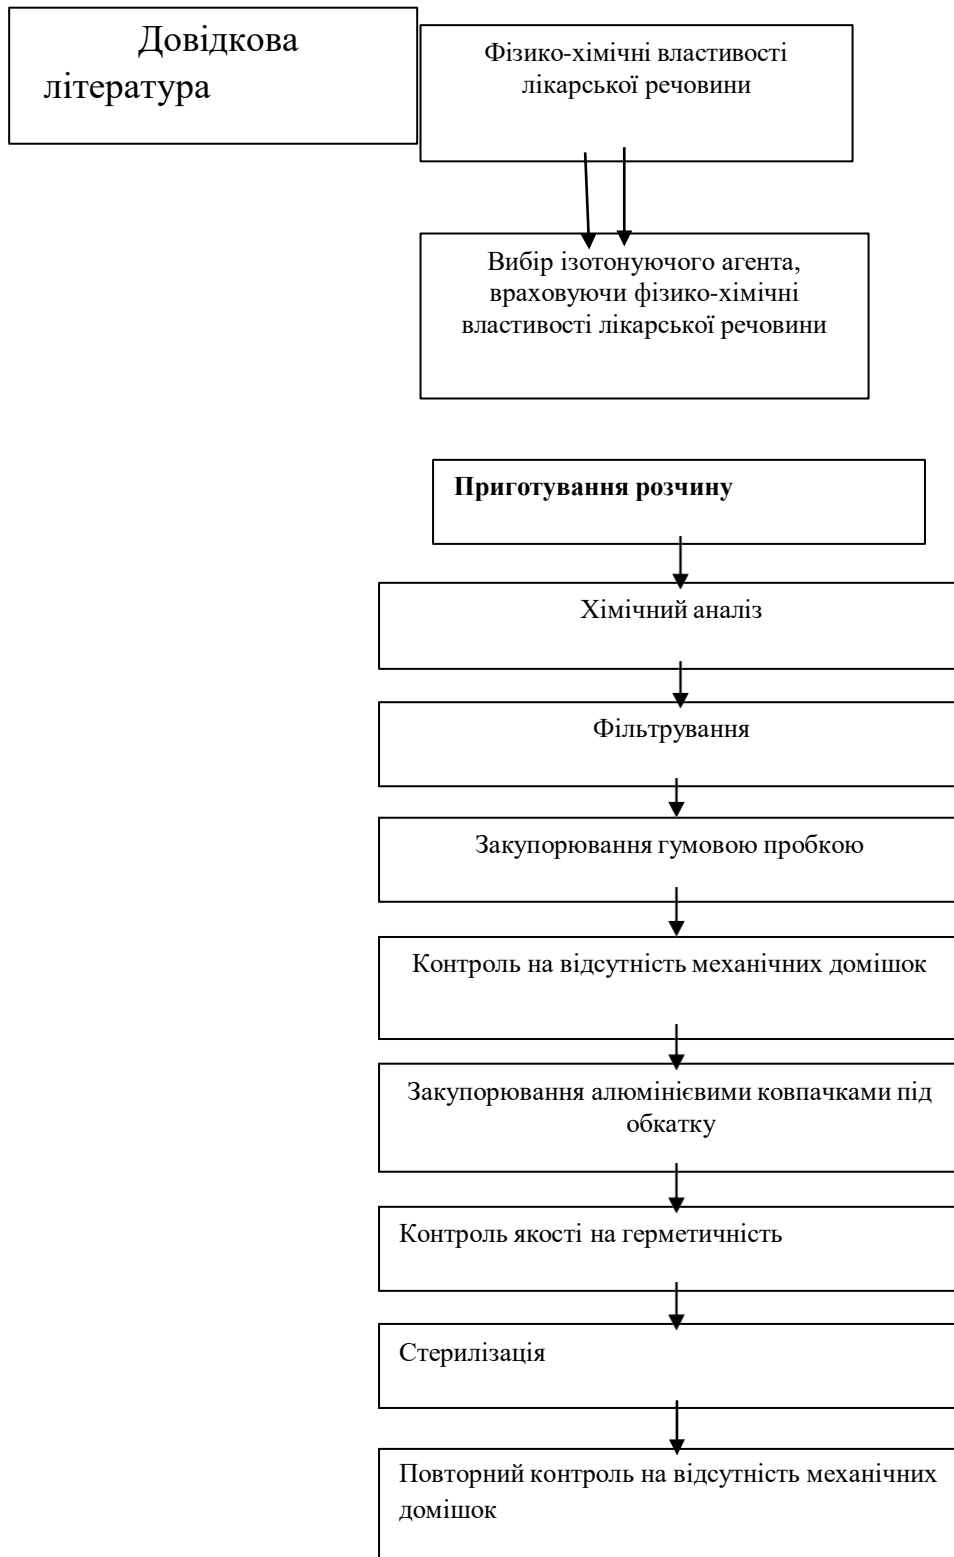 Довідкова
література
Фізико-хімічні властивості
лікарської речовини
Вибір ізотонуючого агента,
враховуючи фізико-хімічні
властивості лікарської речовини
Приготування розчину
Хімічний аналіз
Фільтрування
Закупорювання гумовою пробкою
Контроль на відсутність механічних домішок
Закупорювання алюмінієвими ковпачками під
обкатку
Контроль якості на герметичність
Стерилізація
Повторний контроль на відсутність механічних
домішок